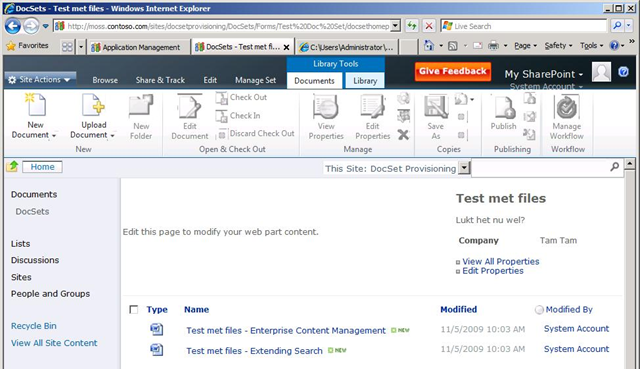 DocSets - Test met files - Windows Internet Explorer
http://moss.contoso.com/sites/docsetprovisioning/DocSets/Forms/Test%20Doc%20Set/docsethomep
Live Search
Favorites
Application Management
DocSets - Test met fi...
C:\Users\Administrator\...
Page
Safety
Tools
Library Tools
Give Feedback
My SharePoint
System Account
Site Actions
Browse
Share & Track
Edit
Manage Set
Documents
Library
New Document
Upload Document
New Folder
New
Edit Document
Check Out
Check In
Discard Check Out
Open & Check Out
View Properties
Edit Properties
Manage
Save As
Copies
Publish
Publishing
Manage Workflow
Workflow
Home
This Site: DocSet Provisioning
Documents
DocSets
Lists
Discussions
Sites
People and Groups
Recycle Bin
View All Site Content
Edit this page to modify your web part content.
Test met files
Lukt het nu wel?
Company Tam Tam
View All Properties
Edit Properties
Type Name Modified Modified By
Test met files - Enterprise Content Management NEW 11/5/2009 10:03 AM System Account
Test met files - Extending Search NEW 11/5/2009 10:03 AM System Account